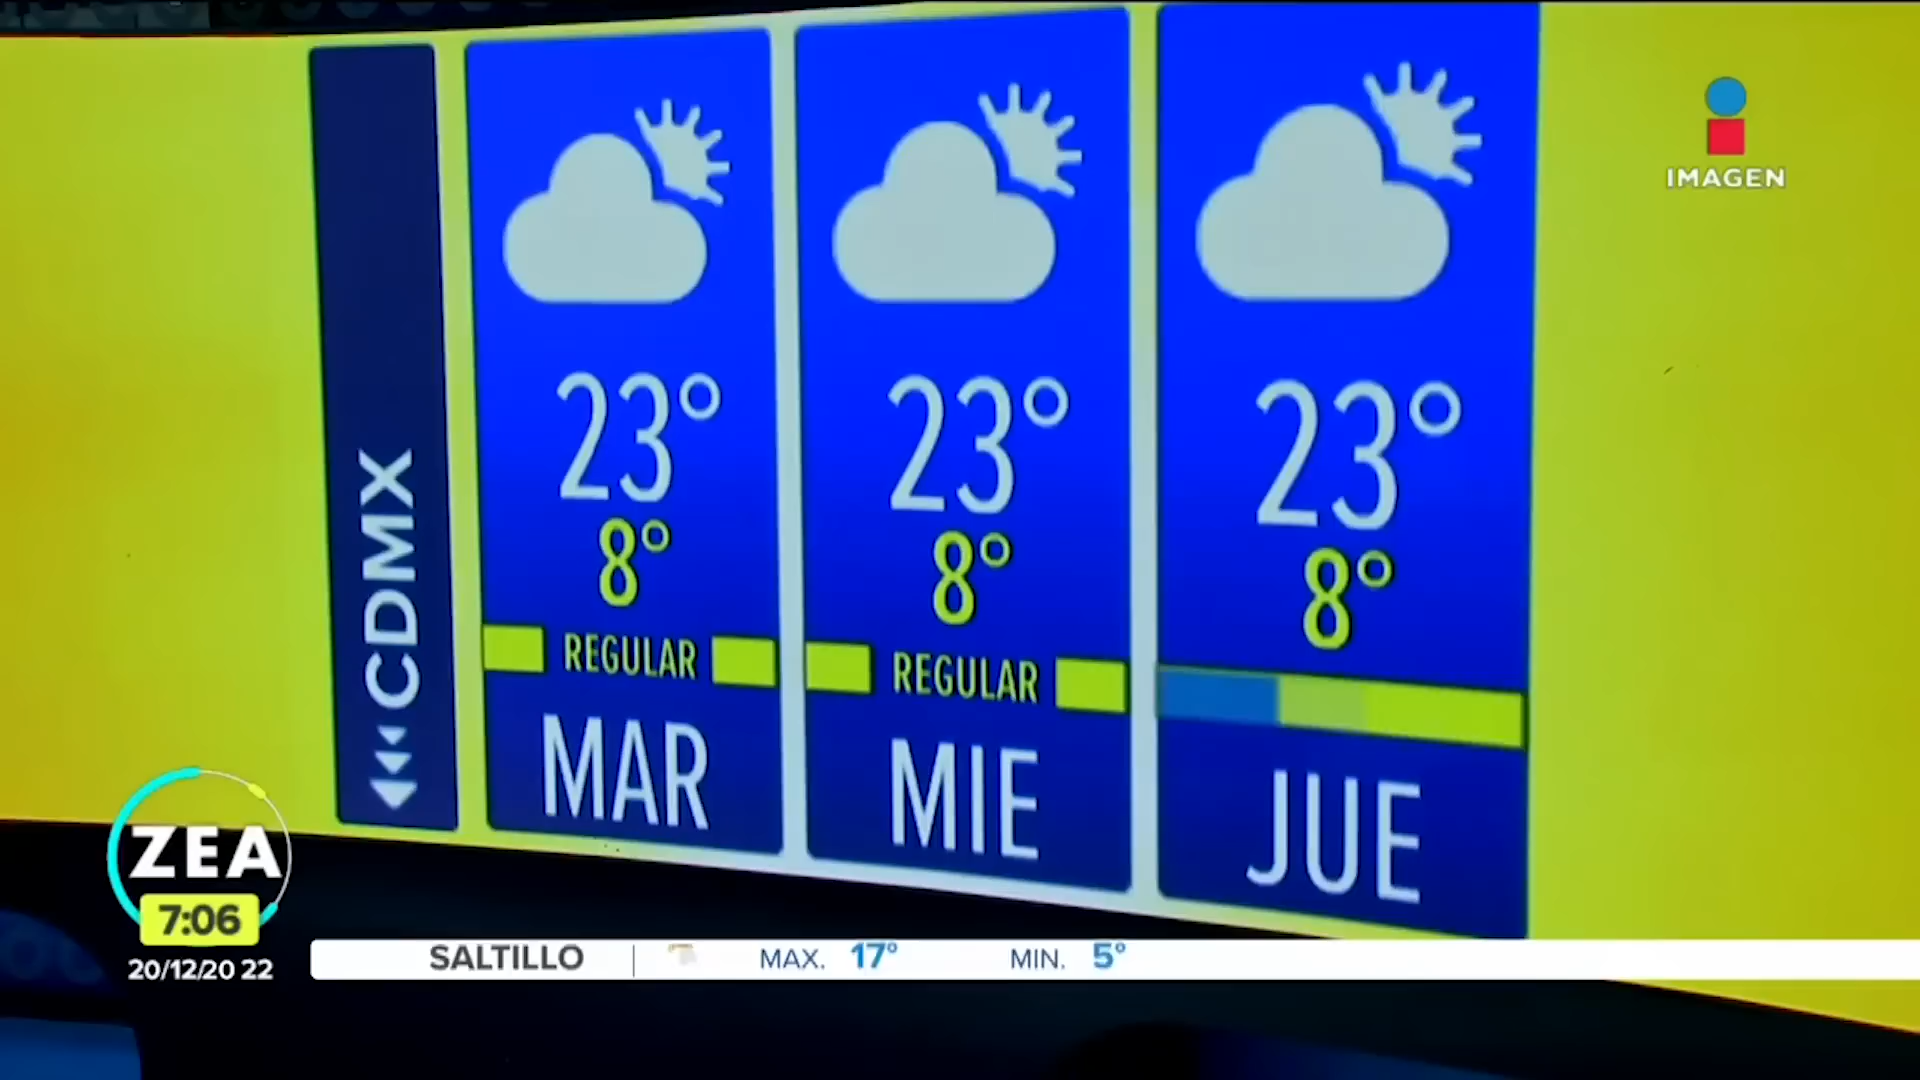 IMAGEN
CDMX
23°
8°
REGULAR
MAR
23°
8°
REGULAR
MIE
23°
8°
JUE
ZEA
7:06
20/12/20 22
SALTILLO MAX. 17° MIN. 5°